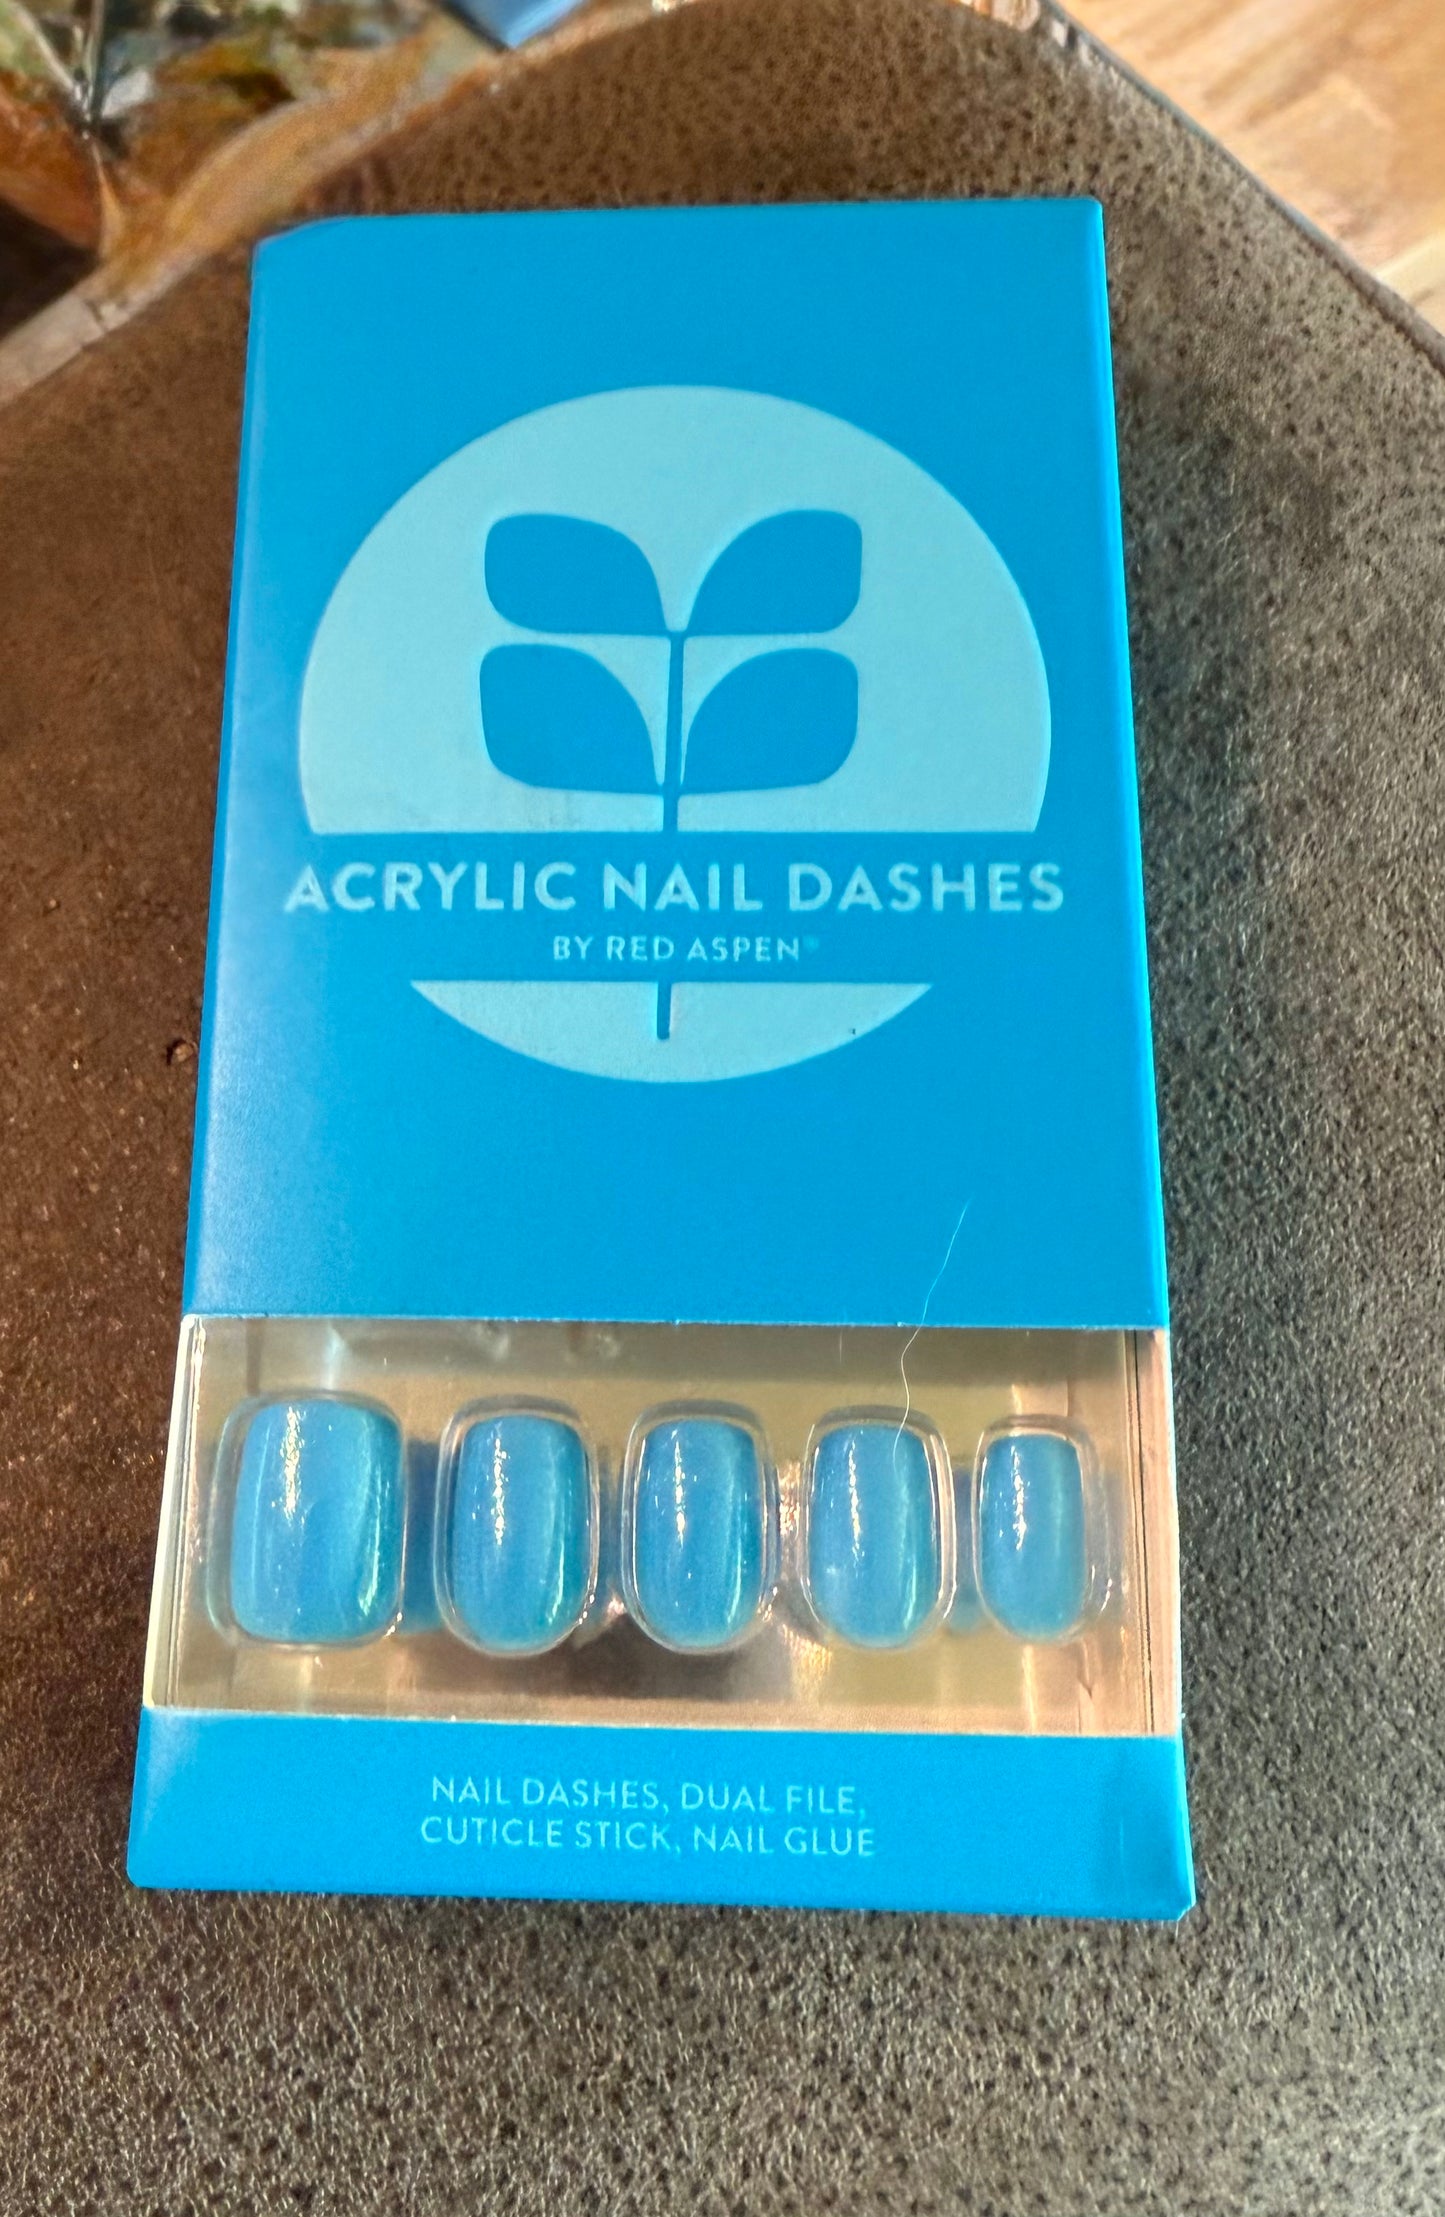 ACRYLIC NAIL DASHES
BY RED ASPEN®
NAIL DASHES, DUAL FILE,
CUTICLE STICK, NAIL GLUE